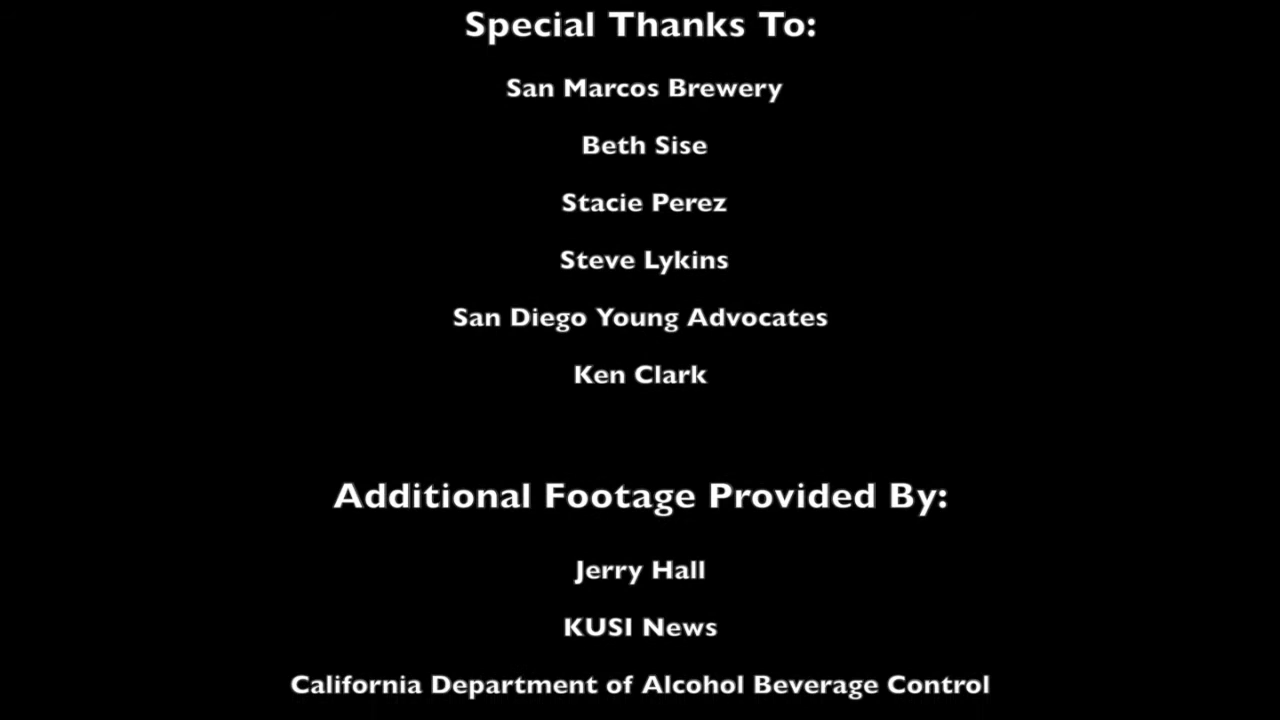 Special Thanks To:
San Marcos Brewery
Beth Sise
Stacie Perez
Steve Lykins
San Diego Young Advocates
Ken Clark
Additional Footage Provided By:
Jerry Hall
KUSI News
California Department of Alcohol Beverage Control